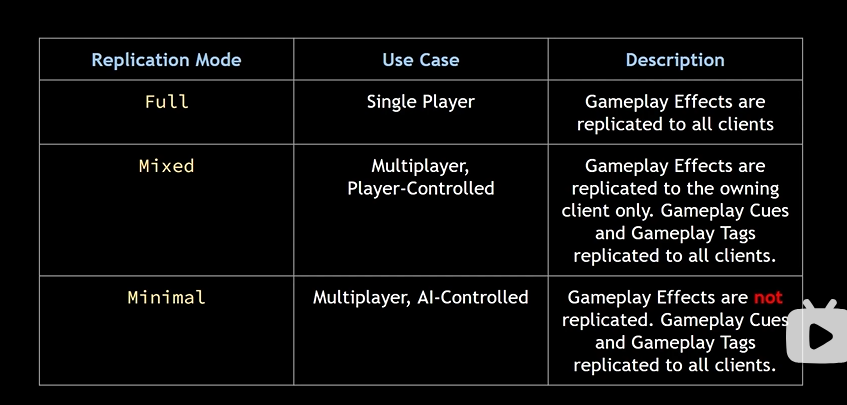 Replication Mode
Use Case
Description
Full
Single Player
Gameplay Effects are
replicated to all clients
Mixed
Multiplayer,
Player-Controlled
Gameplay Effects are
replicated to the owning
client only. Gameplay Cues
and Gameplay Tags
replicated to all clients.
Minimal
Multiplayer, AI-Controlled
Gameplay Effects are not
replicated. Gameplay Cues
and Gameplay Tags
replicated to all clients.